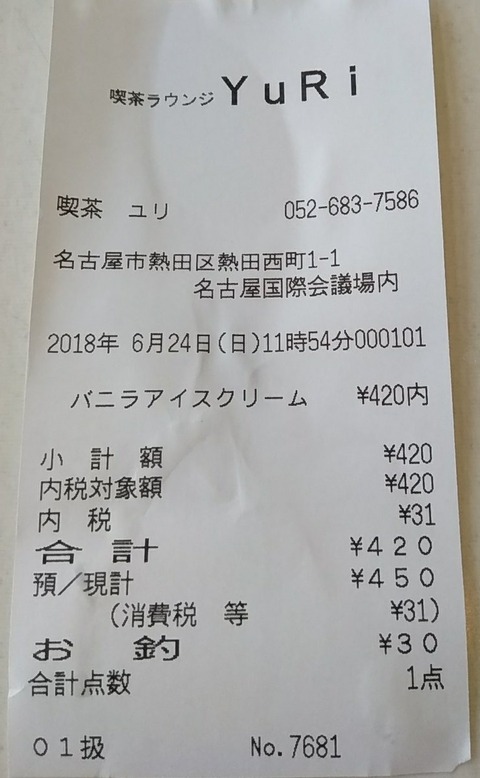 喫茶ラウンジ YuRi
喫茶 ユリ 052-683-7586
名古屋市熱田区熱田西町1-1
名古屋国際会議場内
2018年 6月24日(日)11時54分000101
バニラアイスクリーム ¥420内
小計額 ¥420
内税対象額 ¥420
内税 ¥31
合計 ¥420
預/現計 ¥450
(消費税 等 ¥31)
お釣 ¥30
合計点数 1点
01扱 No.7681